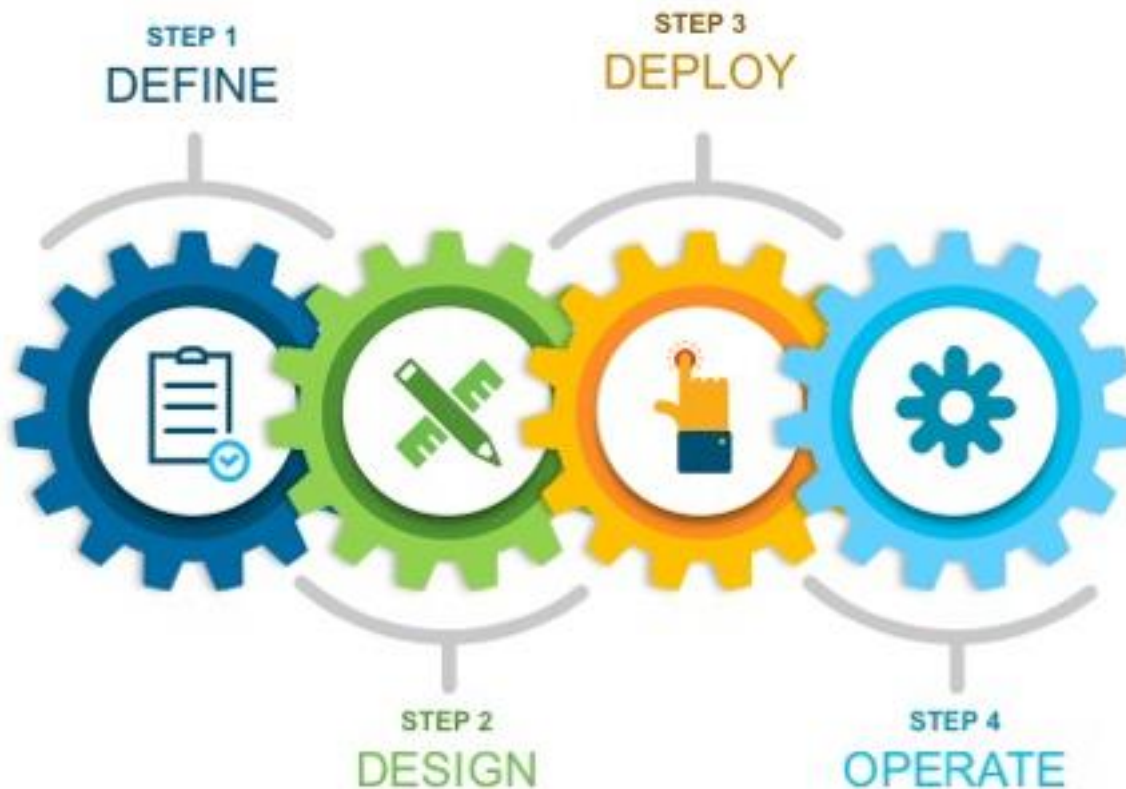 STEP 1
DEFINE
STEP 2
DESIGN
STEP 3
DEPLOY
STEP 4
OPERATE